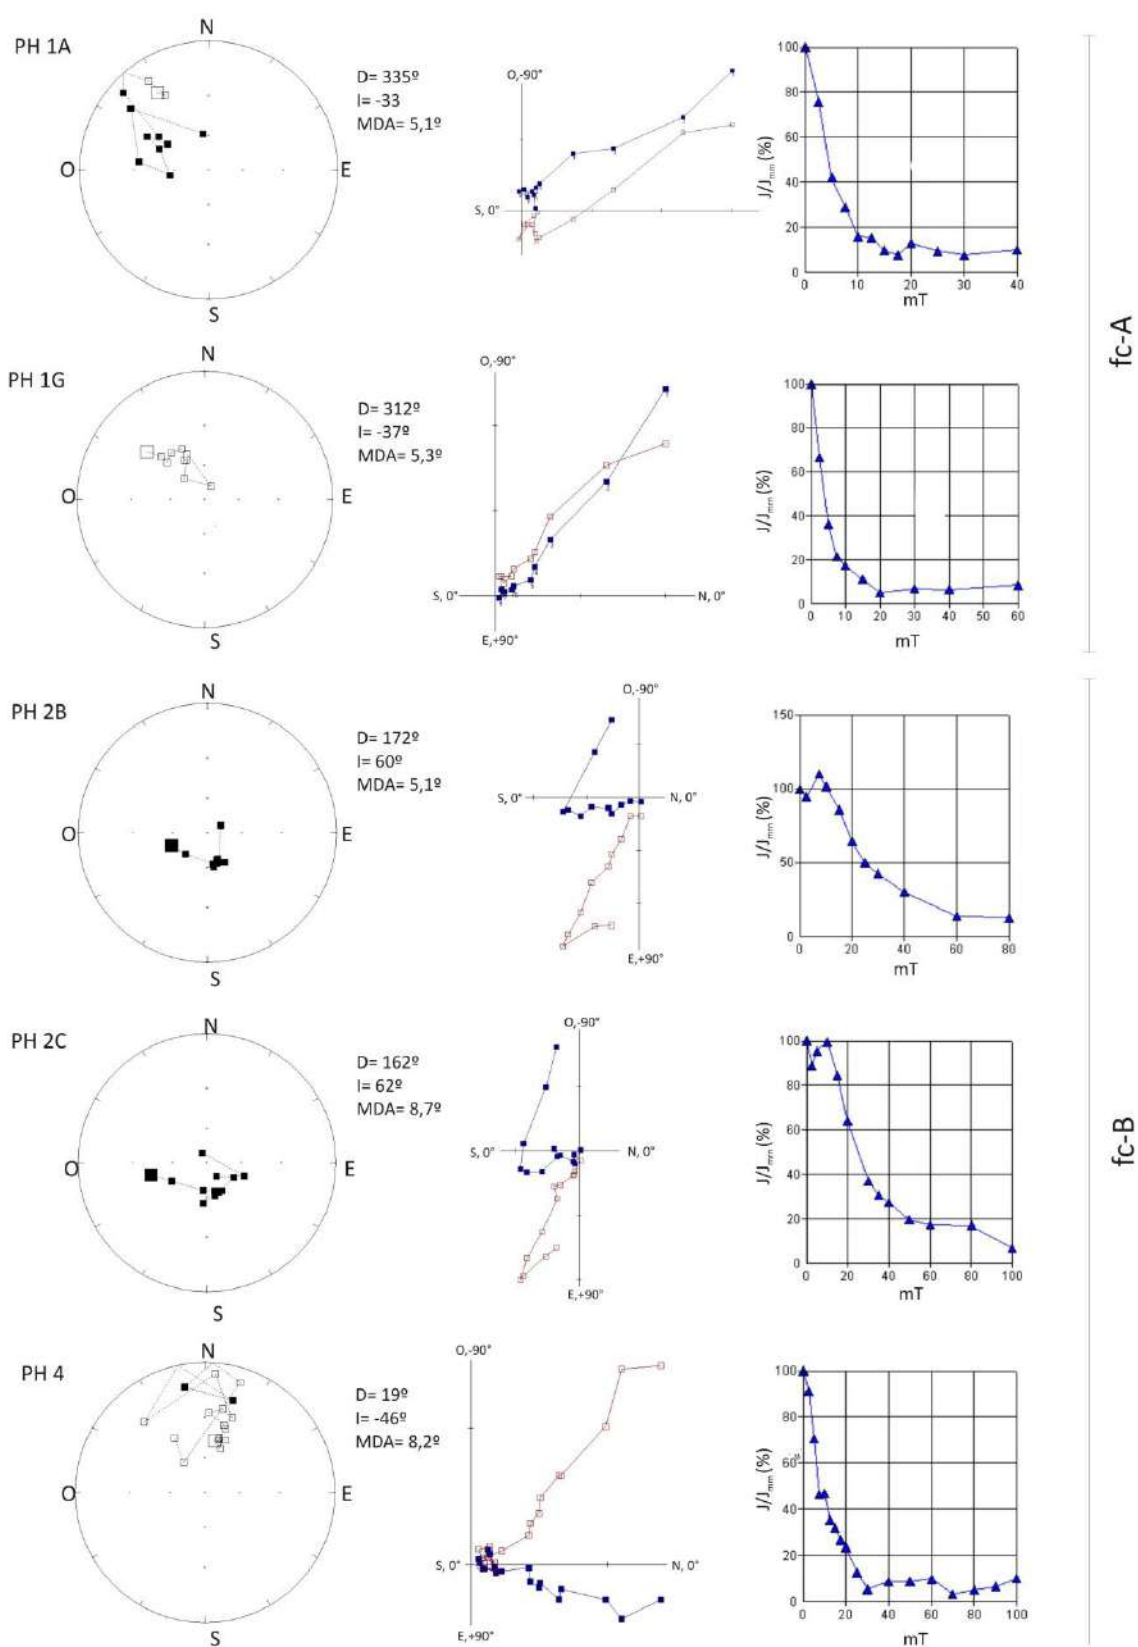 PH 1A
N
O
E
S
D= 335º
I= -33
MDA= 5,1º
O,-90°
S, 0°
J/Jnrm (%)
100
80
60
40
20
0
0 10 20 30 40
mT
fc-A
PH 1G
N
O
E
S
D= 312º
I= -37º
MDA= 5,3º
O,-90°
S, 0°
N, 0°
E,+90°
J/Jnrm (%)
100
80
60
40
20
0
0 10 20 30 40 50 60
mT
PH 2B
N
O
E
S
D= 172º
I= 60º
MDA= 5,1º
O,-90°
S, 0°
N, 0°
E,+90°
J/Jnrm (%)
150
100
50
0
0 20 40 60 80
mT
fc-B
PH 2C
N
O
E
S
D= 162º
I= 62º
MDA= 8,7º
O,-90°
S, 0°
N, 0°
E,+90°
J/Jnrm (%)
100
80
60
40
20
0
0 20 40 60 80 100
mT
PH 4
N
O
E
S
D= 19º
I= -46º
MDA= 8,2º
O,-90°
S, 0°
N, 0°
E,+90°
J/Jnrm (%)
100
80
60
40
20
0
0 20 40 60 80 100
mT